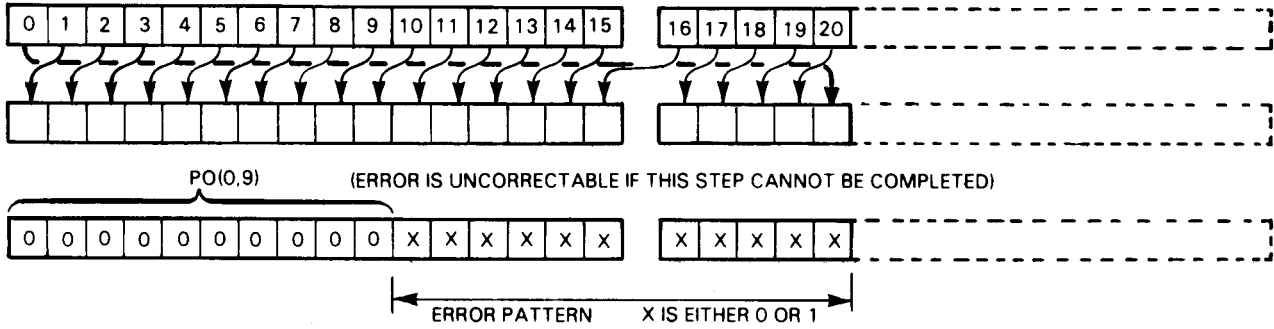 0 1 2 3 4 5 6 7 8 9 10 11 12 13 14 15 16 17 18 19 20
PO(0,9) (ERROR IS UNCORRECTABLE IF THIS STEP CANNOT BE COMPLETED)
0 0 0 0 0 0 0 0 0 0 X X X X X X X X X X X
ERROR PATTERN X IS EITHER 0 OR 1